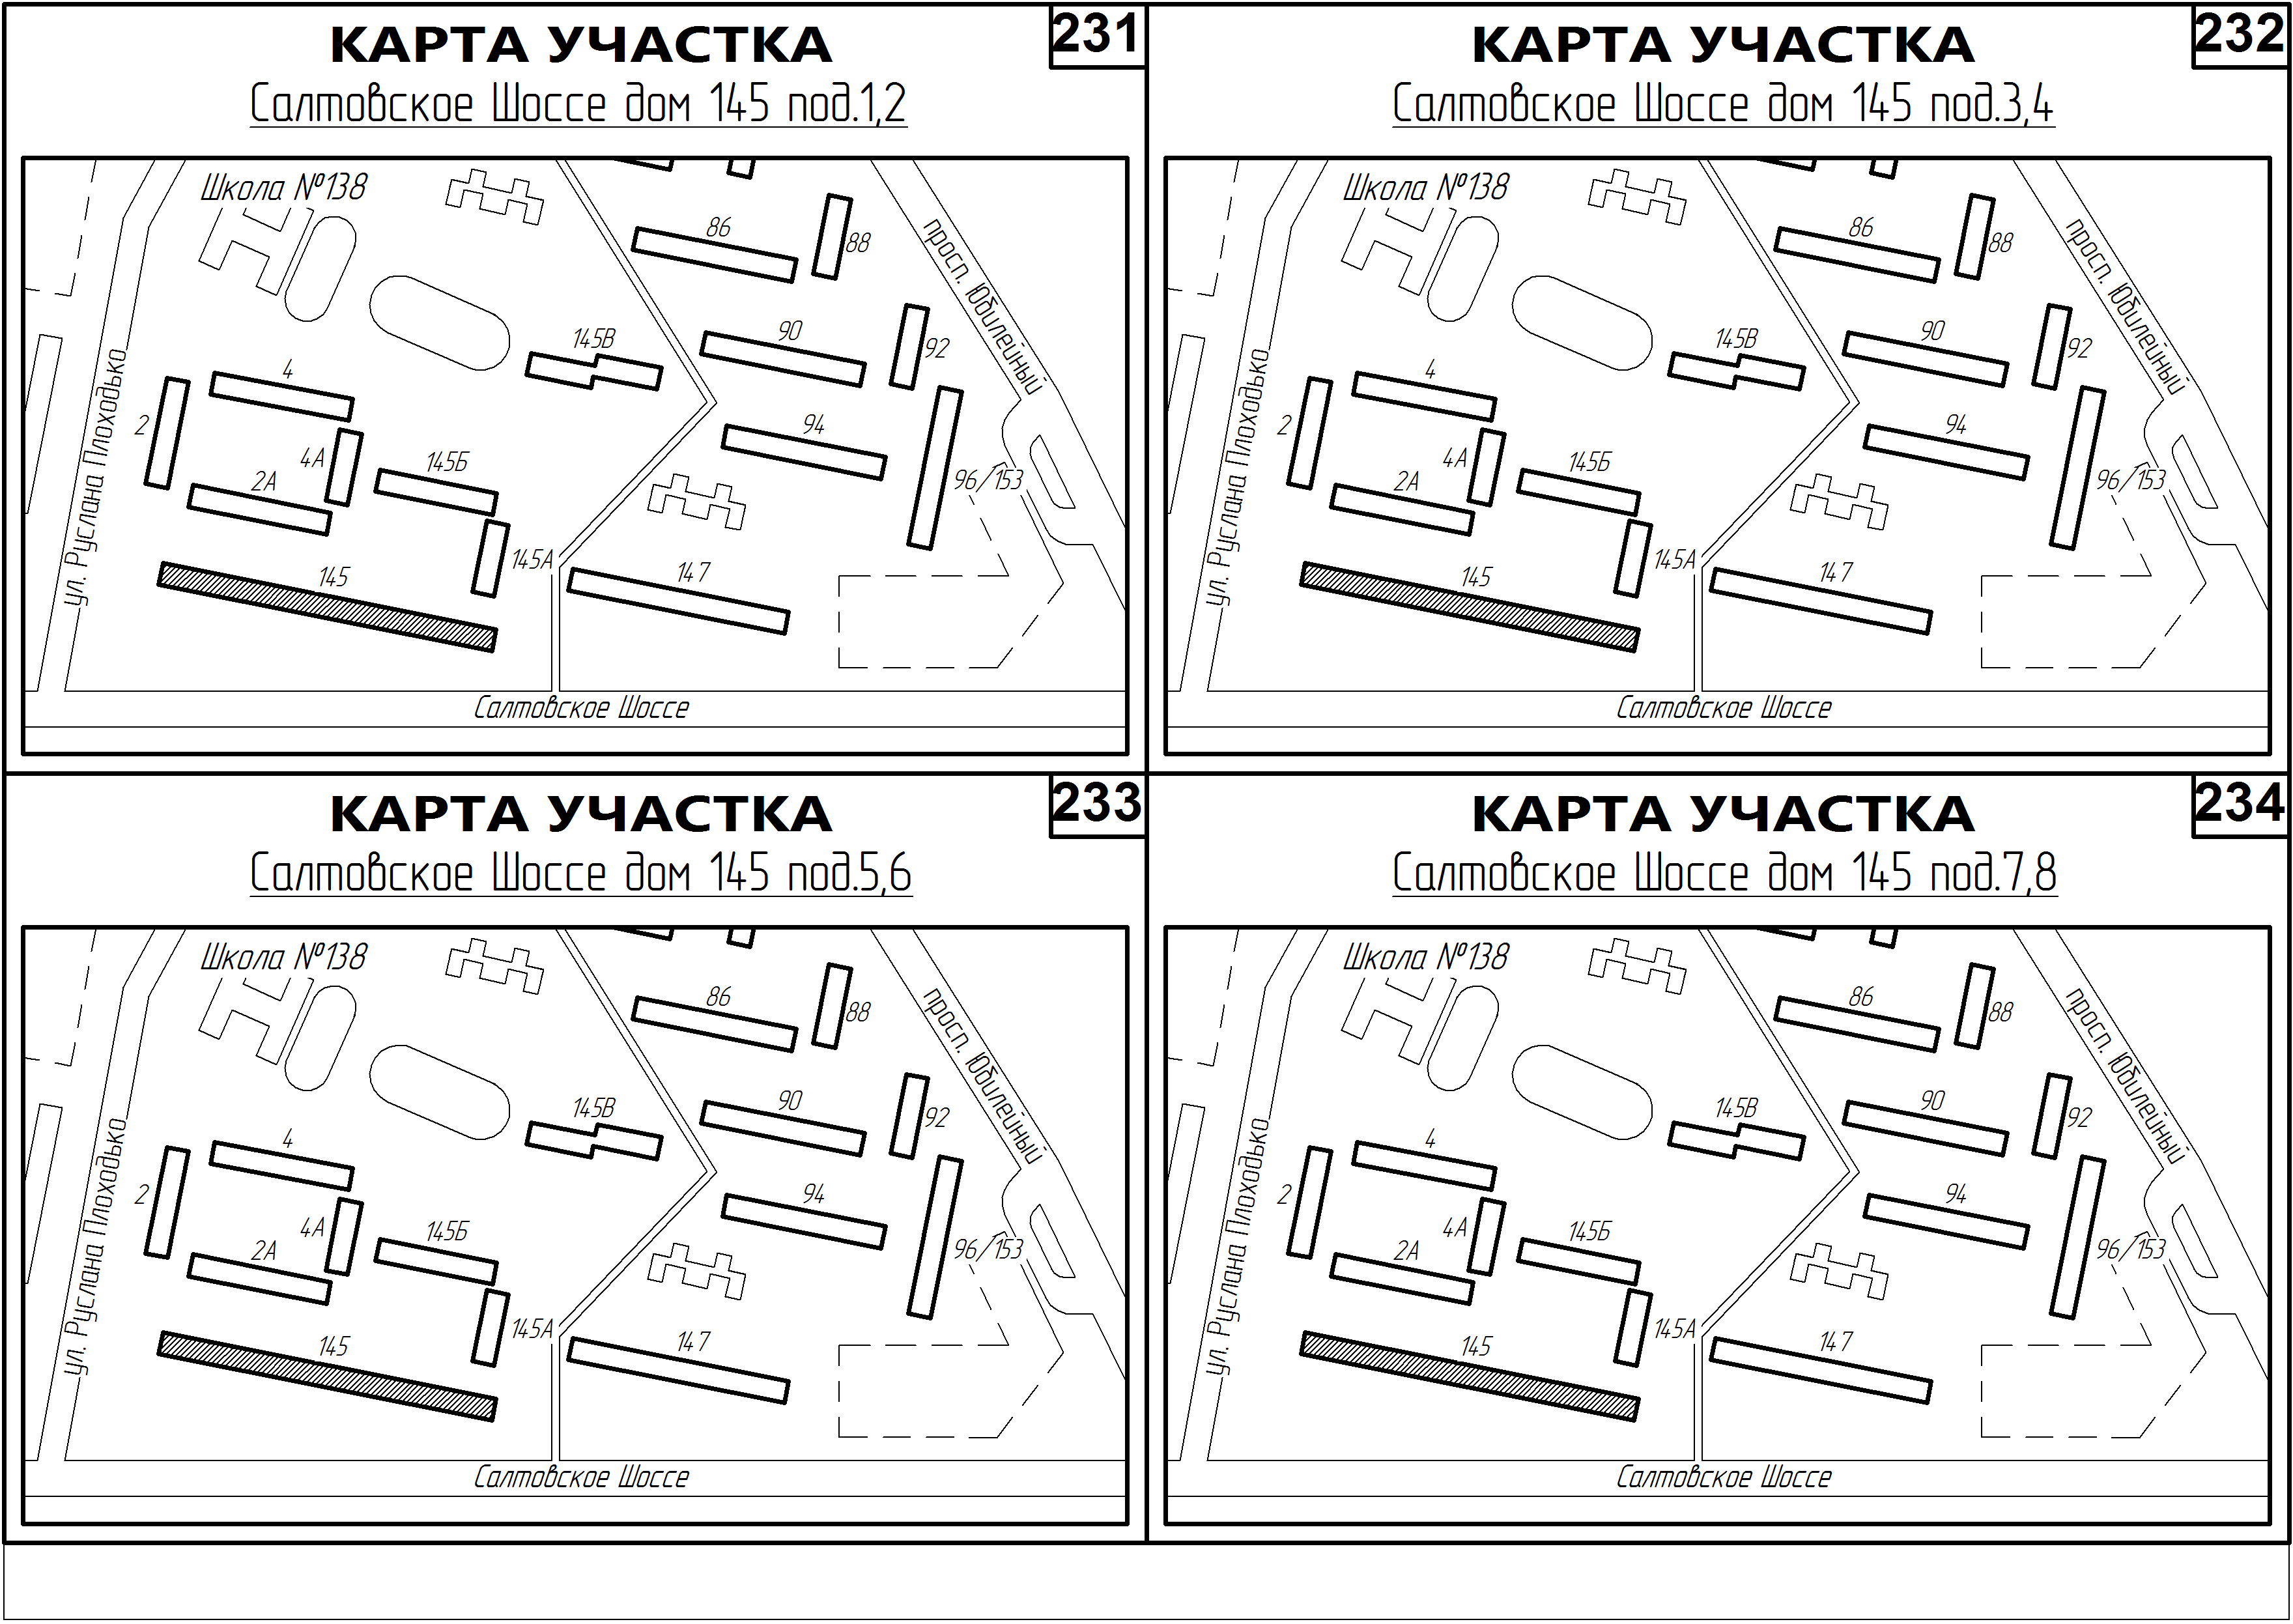 КАРТА УЧАСТКА
231
Салтовское Шоссе дом 145 под.1,2
Школа №138
86
88
просп. Юбилейный
90
92
145В
4
2
ул. Руслана Плоходько
94
4А
145Б
2А
96/153
145А
145
147
Салтовское Шоссе
КАРТА УЧАСТКА
232
Салтовское Шоссе дом 145 под.3,4
Школа №138
86
88
просп. Юбилейный
90
92
145В
4
2
ул. Руслана Плоходько
94
4А
145Б
2А
96/153
145А
145
147
Салтовское Шоссе
КАРТА УЧАСТКА
233
Салтовское Шоссе дом 145 под.5,6
Школа №138
86
88
просп. Юбилейный
90
92
145В
4
2
ул. Руслана Плоходько
94
4А
145Б
2А
96/153
145А
145
147
Салтовское Шоссе
КАРТА УЧАСТКА
234
Салтовское Шоссе дом 145 под.7,8
Школа №138
86
88
просп. Юбилейный
90
92
145В
4
2
ул. Руслана Плоходько
94
4А
145Б
2А
96/153
145А
145
147
Салтовское Шоссе